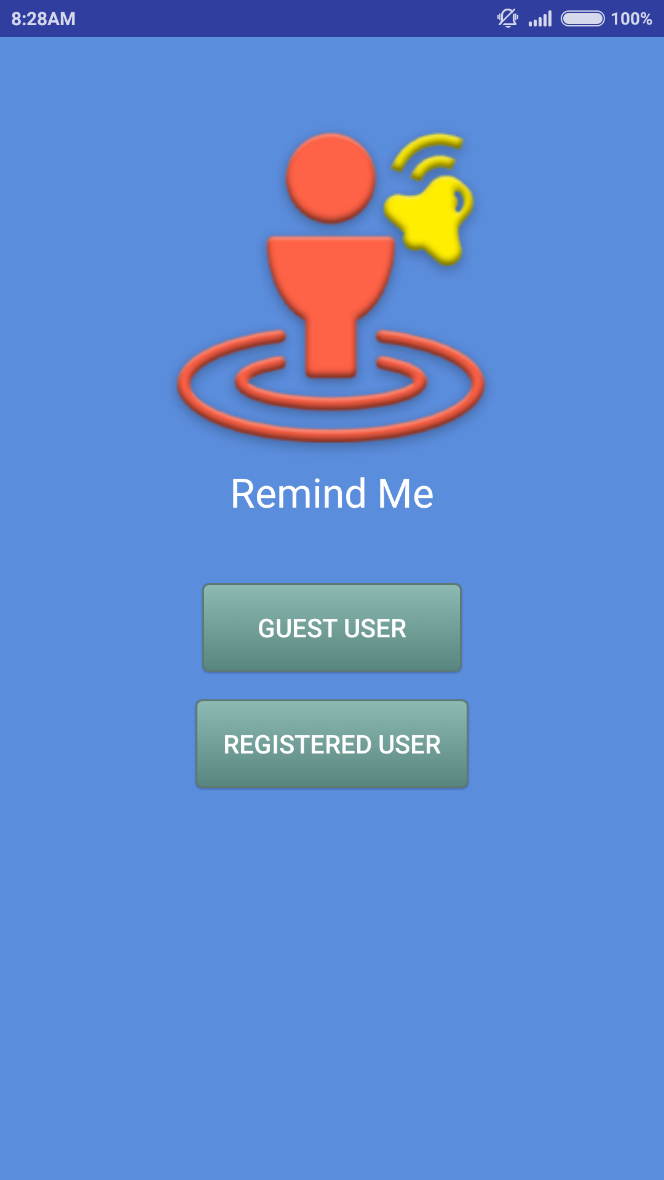 8:28AM 100%
Remind Me
GUEST USER
REGISTERED USER